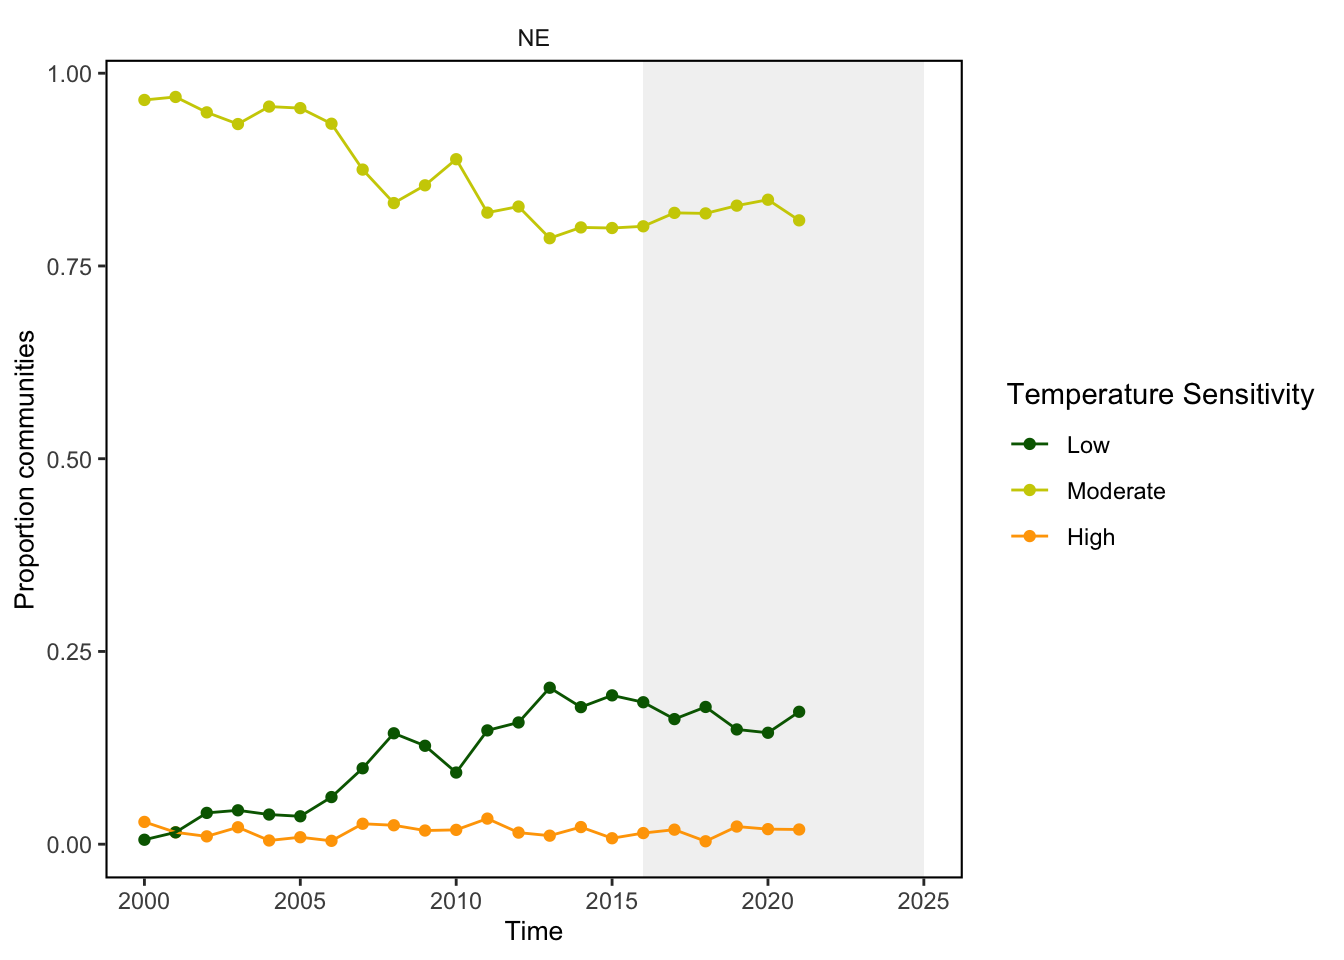 NE
1.00
0.75
0.50
0.25
0.00
Proportion communities
2000 2005 2010 2015 2020 2025
Time
Temperature Sensitivity
Low
Moderate
High